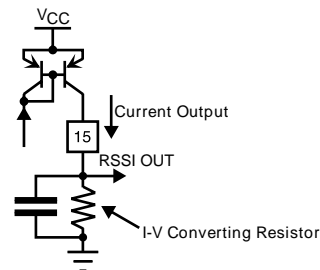 VCC
Current Output
15
RSSI OUT
I-V Converting Resistor